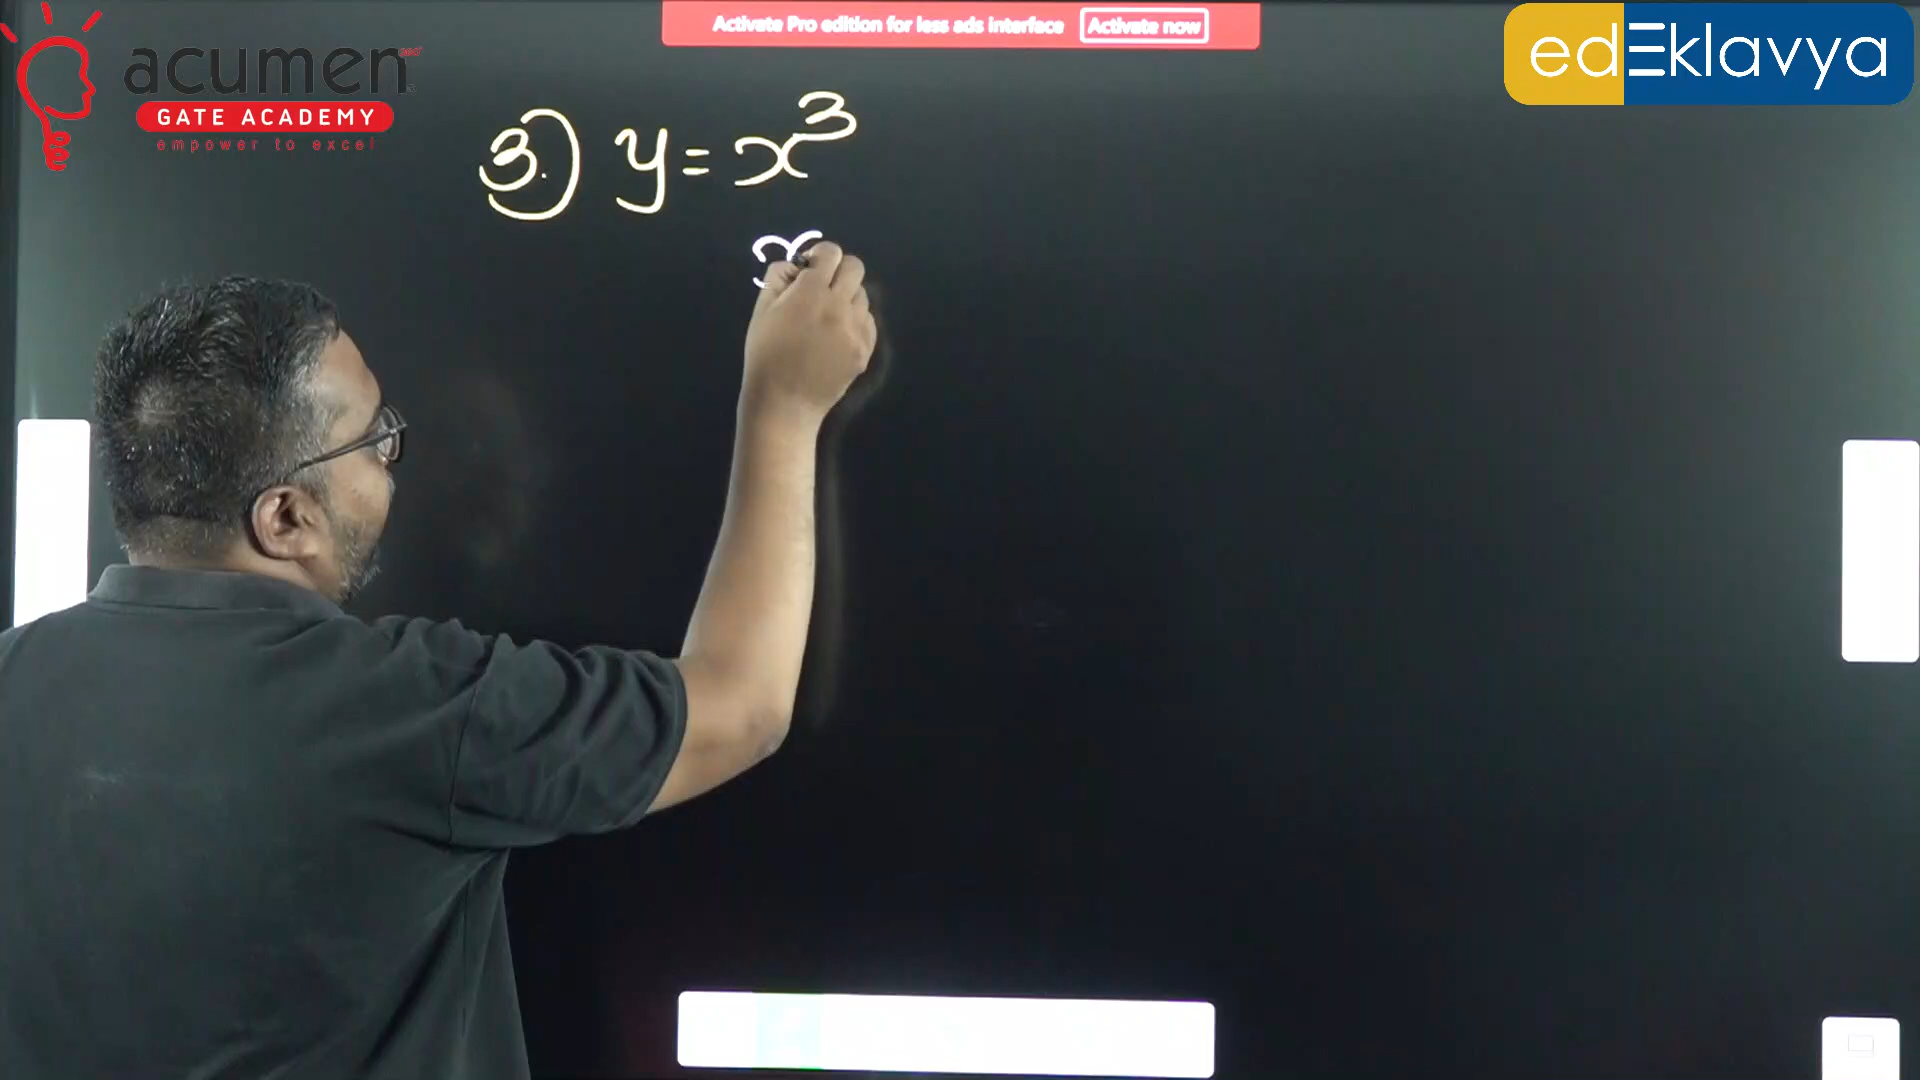 Activate Pro edition for less ads interface Activate now
edEklavya
acumen
GATE ACADEMY
empower to excel
3.) y = x³
x